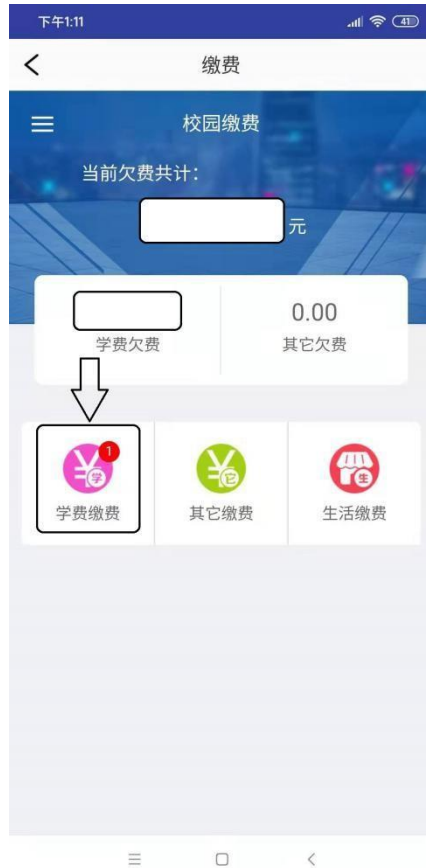 下午1:11
41
缴费
校园缴费
当前欠费共计：
元
0.00
学费欠费
其它欠费
1
学
它
生
学费缴费
其它缴费
生活缴费